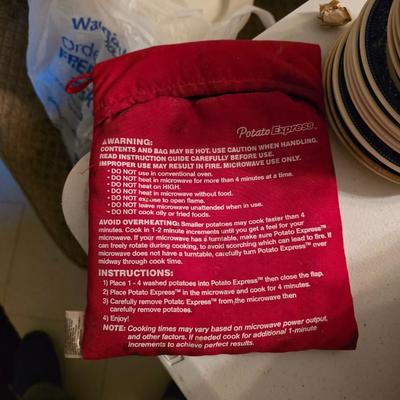 Walmart
Order
FREE
Potato Express™
⚠WARNING:
CONTENTS AND BAG MAY BE HOT. USE CAUTION WHEN HANDLING.
READ INSTRUCTION GUIDE CAREFULLY BEFORE USE.
IMPROPER USE MAY RESULT IN FIRE. MICROWAVE USE ONLY.
• DO NOT use in conventional oven.
• DO NOT heat in microwave for more than 4 minutes at a time.
• DO NOT heat on HIGH.
• DO NOT heat in microwave without food.
• DO NOT expose to open flame.
• DO NOT leave microwave unattended when in use.
• DO NOT cook oily or fried foods.
AVOID OVERHEATING: Smaller potatoes may cook faster than 4
minutes. Cook in 1-2 minute increments until you get a feel for your
microwave. If your microwave has a turntable, make sure Potato Express™
can freely rotate during cooking, to avoid scorching which can lead to fire. If
microwave does not have a turntable, carefully turn Potato Express™ over
midway through cook time.
INSTRUCTIONS:
1) Place 1 - 4 washed potatoes into Potato Express™ then close the flap.
2) Place Potato Express™ in the microwave and cook for 4 minutes.
3) Carefully remove Potato Express™ from the microwave then
carefully remove potatoes.
4) Enjoy!
NOTE: Cooking times may vary based on microwave power output,
and other factors. If needed cook for additional 1-minute
increments to achieve perfect results.